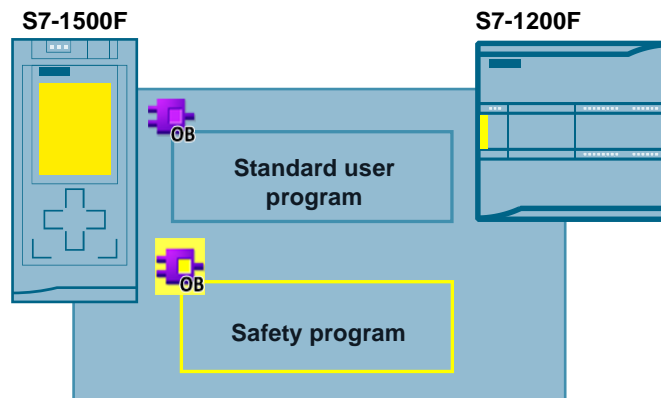 S7-1500F
S7-1200F
OB
Standard user
program
OB
Safety program